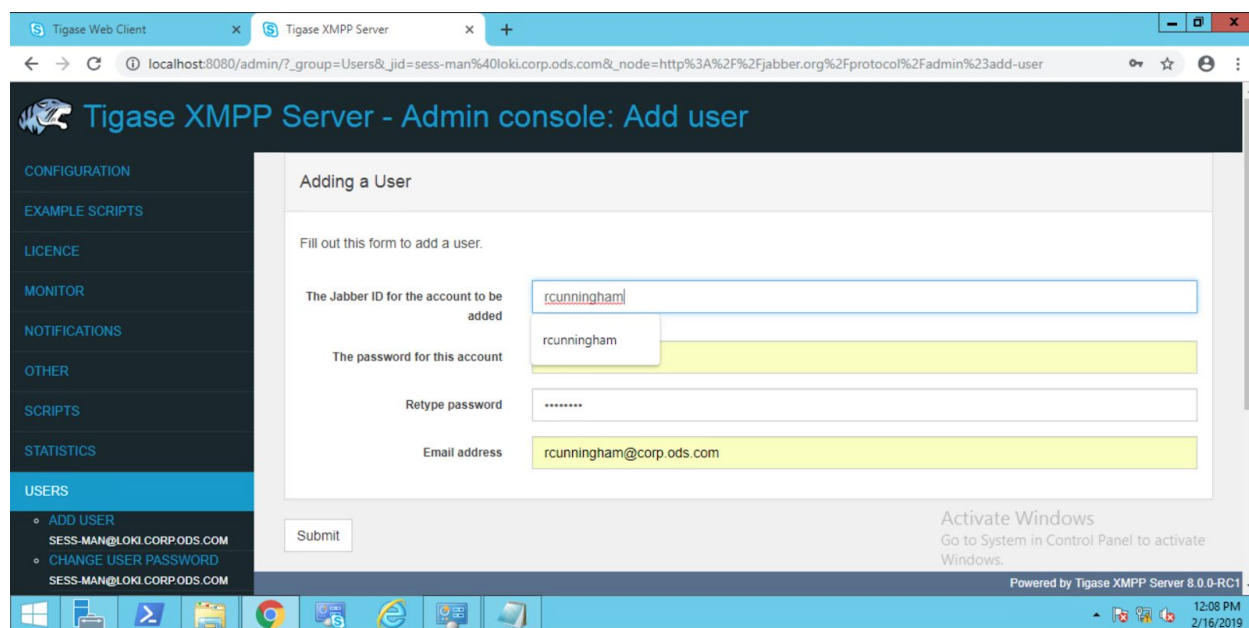 Tigase Web Client
Tigase XMPP Server
localhost:8080/admin/?_group=Users&_jid=sess-man%40loki.corp.ods.com&_node=http%3A%2F%2Fjabber.org%2Fprotocol%2Fadmin%23add-user
Tigase XMPP Server - Admin console: Add user
CONFIGURATION
EXAMPLE SCRIPTS
LICENCE
MONITOR
NOTIFICATIONS
OTHER
SCRIPTS
STATISTICS
USERS
ADD USER
SESS-MAN@LOKI.CORP.ODS.COM
CHANGE USER PASSWORD
SESS-MAN@LOKI.CORP.ODS.COM
Adding a User
Fill out this form to add a user.
The Jabber ID for the account to be
added
rcunningham
rcunningham
The password for this account
Retype password
••••••••
Email address
rcunningham@corp.ods.com
Submit
Activate Windows
Go to System in Control Panel to activate
Windows.
Powered by Tigase XMPP Server 8.0.0-RC1
12:08 PM
2/16/2019